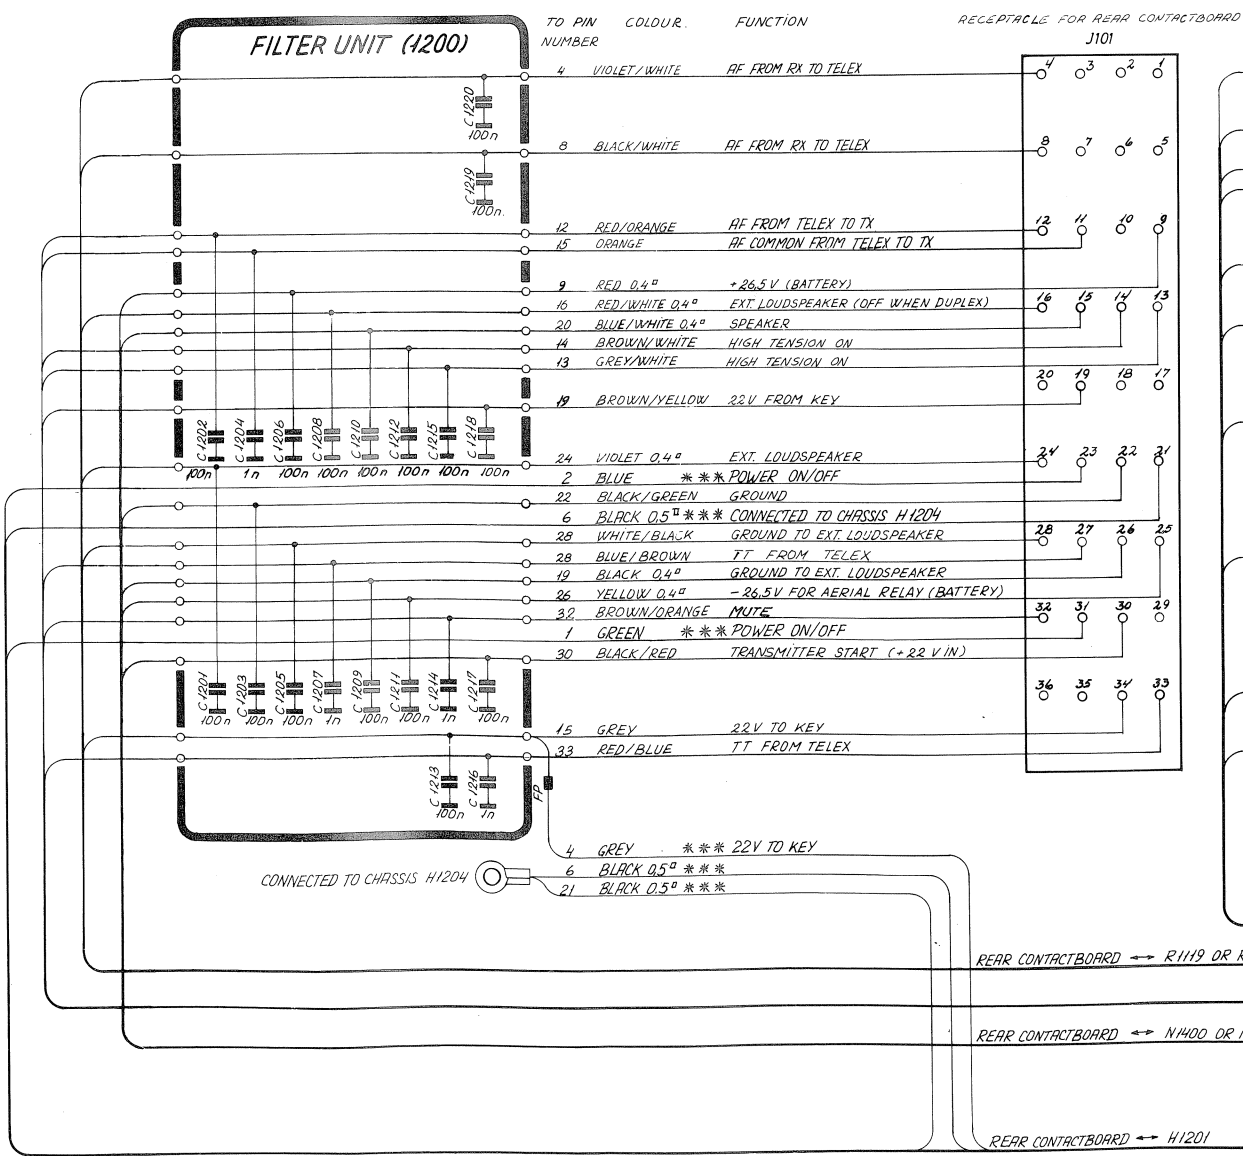 TO PIN COLOUR. FUNCTION RECEPTACLE FOR REAR CONTACTBOARD
NUMBER
J101
FILTER UNIT (1200)
4 VIOLET/WHITE AF FROM RX TO TELEX
8 BLACK/WHITE AF FROM RX TO TELEX
12 RED/ORANGE AF FROM TELEX TO TX
15 ORANGE AF COMMON FROM TELEX TO TX
9 RED 0,4□ +26,5 V (BATTERY)
16 RED/WHITE 0,4□ EXT. LOUDSPEAKER (OFF WHEN DUPLEX)
20 BLUE/WHITE 0,4□ SPEAKER
14 BROWN/WHITE HIGH TENSION ON
13 GREY/WHITE HIGH TENSION ON
19 BROWN/YELLOW 22V FROM KEY
24 VIOLET 0,4□ EXT. LOUDSPEAKER
2 BLUE *** POWER ON/OFF
22 BLACK/GREEN GROUND
6 BLACK 0,5□ *** CONNECTED TO CHASSIS H1204
28 WHITE/BLACK GROUND TO EXT. LOUDSPEAKER
28 BLUE/BROWN TT FROM TELEX
19 BLACK 0,4□ GROUND TO EXT. LOUDSPEAKER
26 YELLOW 0,4□ -26,5V FOR AERIAL RELAY (BATTERY)
32 BROWN/ORANGE MUTE
1 GREEN *** POWER ON/OFF
30 BLACK/RED TRANSMITTER START (+22 V IN)
15 GREY 22V TO KEY
33 RED/BLUE TT FROM TELEX
4 GREY *** 22V TO KEY
6 BLACK 0,5□ ***
21 BLACK 0.5□ ***
4 3 2 1
8 7 6 5
12 11 10 9
16 15 14 13
20 19 18 17
24 23 22 21
28 27 26 25
32 31 30 29
36 35 34 33
C1220
100n
C1219
100n.
C1202 C1204 C1206 C1208 C1210 C1212 C1215 C1218
100n 1n 100n 100n 100n 100n 100n 100n
C1201 C1203 C1205 C1207 C1209 C1211 C1214 C1217
100n 100n 100n 1n 100n 100n 1n 100n
C1213 C1216
100n 1n
FP
CONNECTED TO CHASSIS H1204
REAR CONTACTBOARD ↔ R1119 OR
REAR CONTACTBOARD ↔ N1400 OR
REAR CONTACTBOARD ↔ H1201